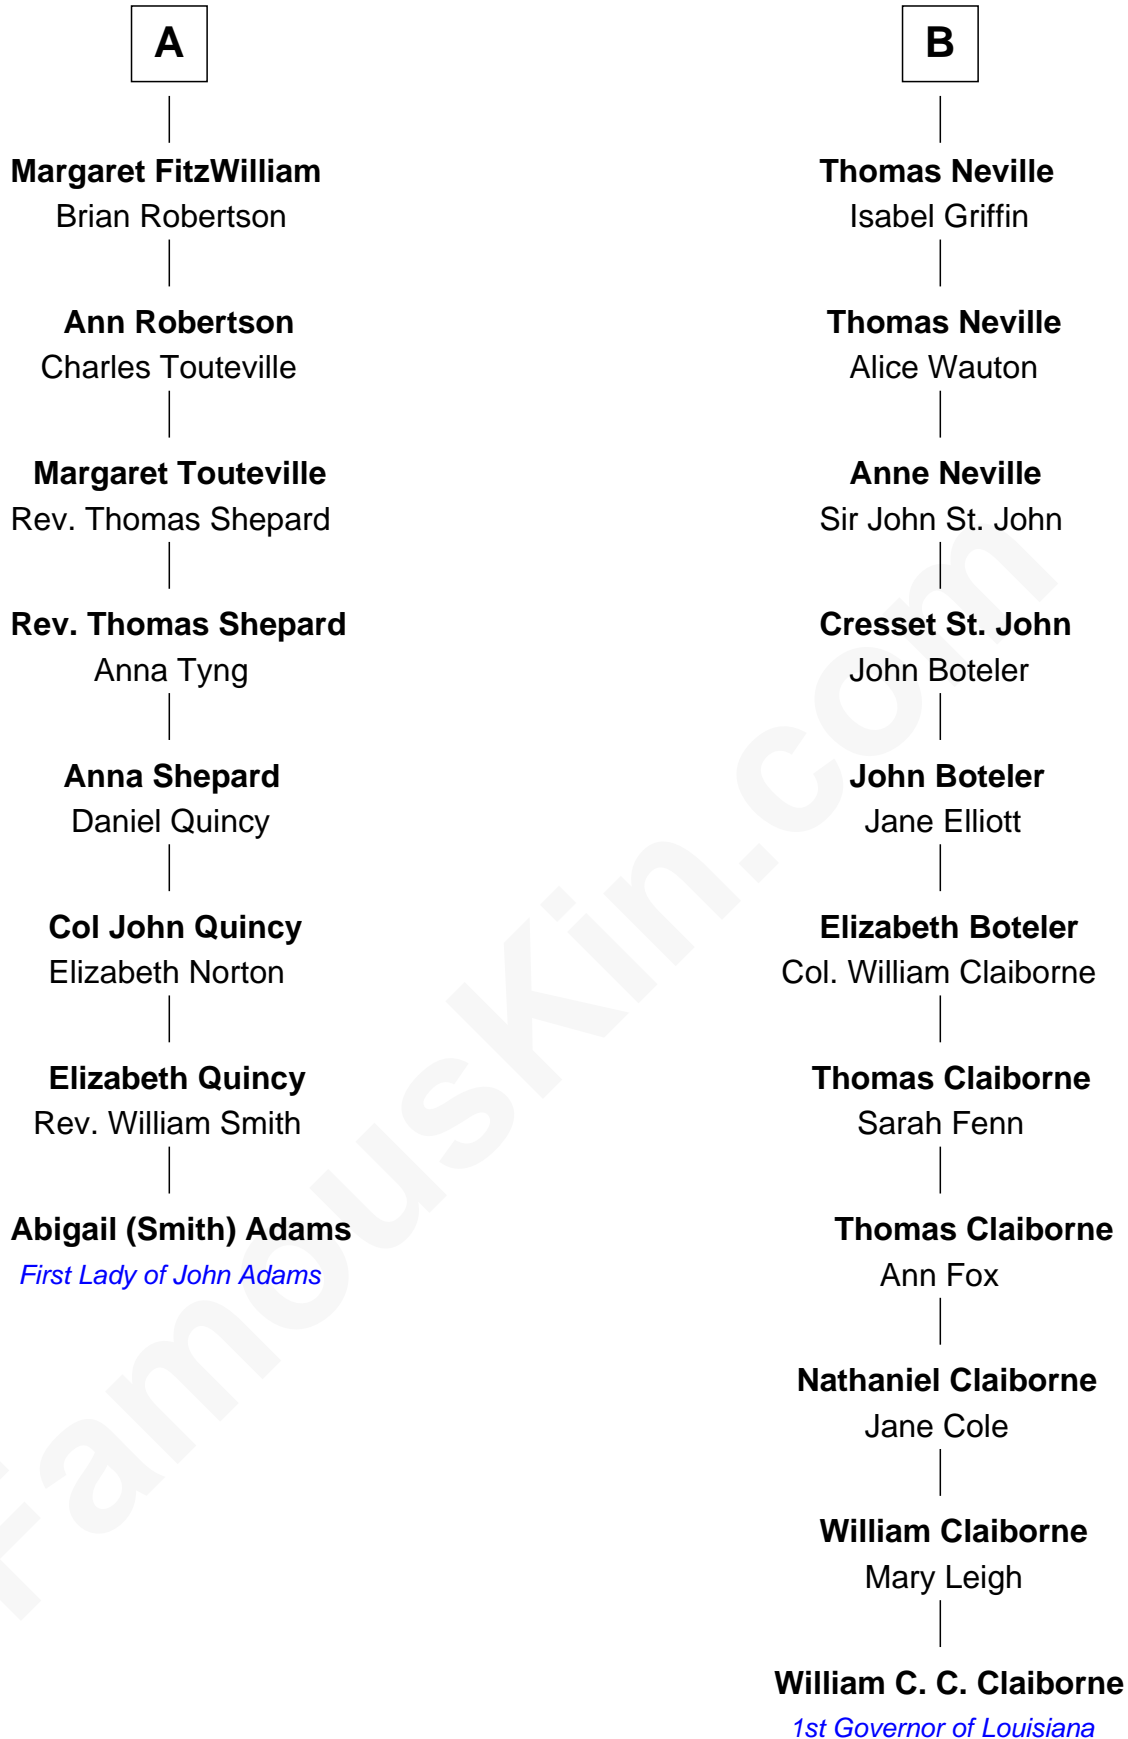 A
Margaret FitzWilliam
Brian Robertson
Ann Robertson
Charles Touteville
Margaret Touteville
Rev. Thomas Shepard
Rev. Thomas Shepard
Anna Tyng
Anna Shepard
Daniel Quincy
Col John Quincy
Elizabeth Norton
Elizabeth Quincy
Rev. William Smith
Abigail (Smith) Adams
First Lady of John Adams
B
Thomas Neville
Isabel Griffin
Thomas Neville
Alice Wauton
Anne Neville
Sir John St. John
Cresset St. John
John Boteler
John Boteler
Jane Elliott
Elizabeth Boteler
Col. William Claiborne
Thomas Claiborne
Sarah Fenn
Thomas Claiborne
Ann Fox
Nathaniel Claiborne
Jane Cole
William Claiborne
Mary Leigh
William C. C. Claiborne
1st Governor of Louisiana
FamousKin.com